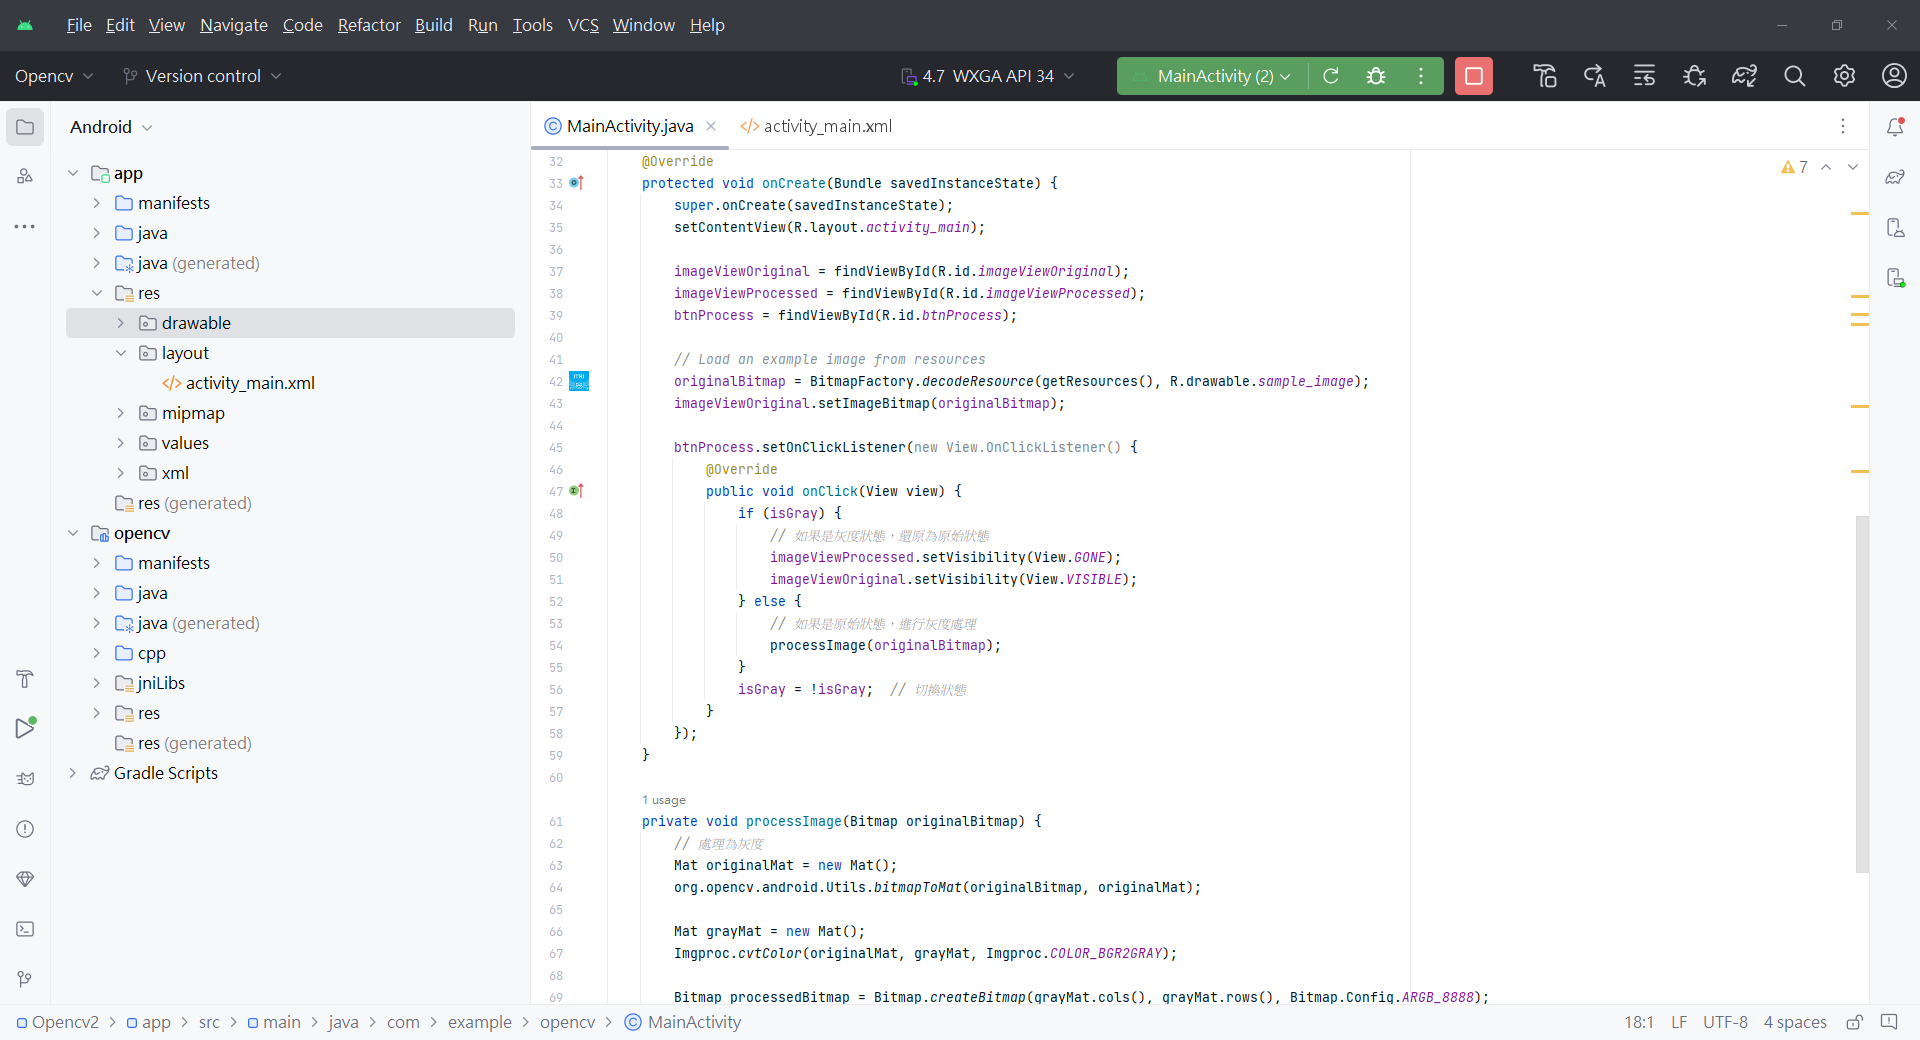 File Edit View Navigate Code Refactor Build Run Tools VCS Window Help
Opencv Version control 4.7 WXGA API 34 MainActivity (2)
Android
app
manifests
java
java (generated)
res
drawable
layout
activity_main.xml
mipmap
values
xml
res (generated)
opencv
manifests
java
java (generated)
cpp
jniLibs
res
res (generated)
Gradle Scripts
MainActivity.java activity_main.xml
7
32 @Override
33 protected void onCreate(Bundle savedInstanceState) {
34 super.onCreate(savedInstanceState);
35 setContentView(R.layout.activity_main);
36
37 imageViewOriginal = findViewById(R.id.imageViewOriginal);
38 imageViewProcessed = findViewById(R.id.imageViewProcessed);
39 btnProcess = findViewById(R.id.btnProcess);
40
41 // Load an example image from resources
42 originalBitmap = BitmapFactory.decodeResource(getResources(), R.drawable.sample_image);
43 imageViewOriginal.setImageBitmap(originalBitmap);
44
45 btnProcess.setOnClickListener(new View.OnClickListener() {
46 @Override
47 public void onClick(View view) {
48 if (isGray) {
49 // 如果是灰度狀態，還原為原始狀態
50 imageViewProcessed.setVisibility(View.GONE);
51 imageViewOriginal.setVisibility(View.VISIBLE);
52 } else {
53 // 如果是原始狀態，進行灰度處理
54 processImage(originalBitmap);
55 }
56 isGray = !isGray; // 切換狀態
57 }
58 });
59 }
60
1 usage
61 private void processImage(Bitmap originalBitmap) {
62 // 處理為灰度
63 Mat originalMat = new Mat();
64 org.opencv.android.Utils.bitmapToMat(originalBitmap, originalMat);
65
66 Mat grayMat = new Mat();
67 Imgproc.cvtColor(originalMat, grayMat, Imgproc.COLOR_BGR2GRAY);
68
69 Bitmap processedBitmap = Bitmap.createBitmap(grayMat.cols(), grayMat.rows(), Bitmap.Config.ARGB_8888);
Opencv2 > app > src > main > java > com > example > opencv > MainActivity 18:1 LF UTF-8 4 spaces